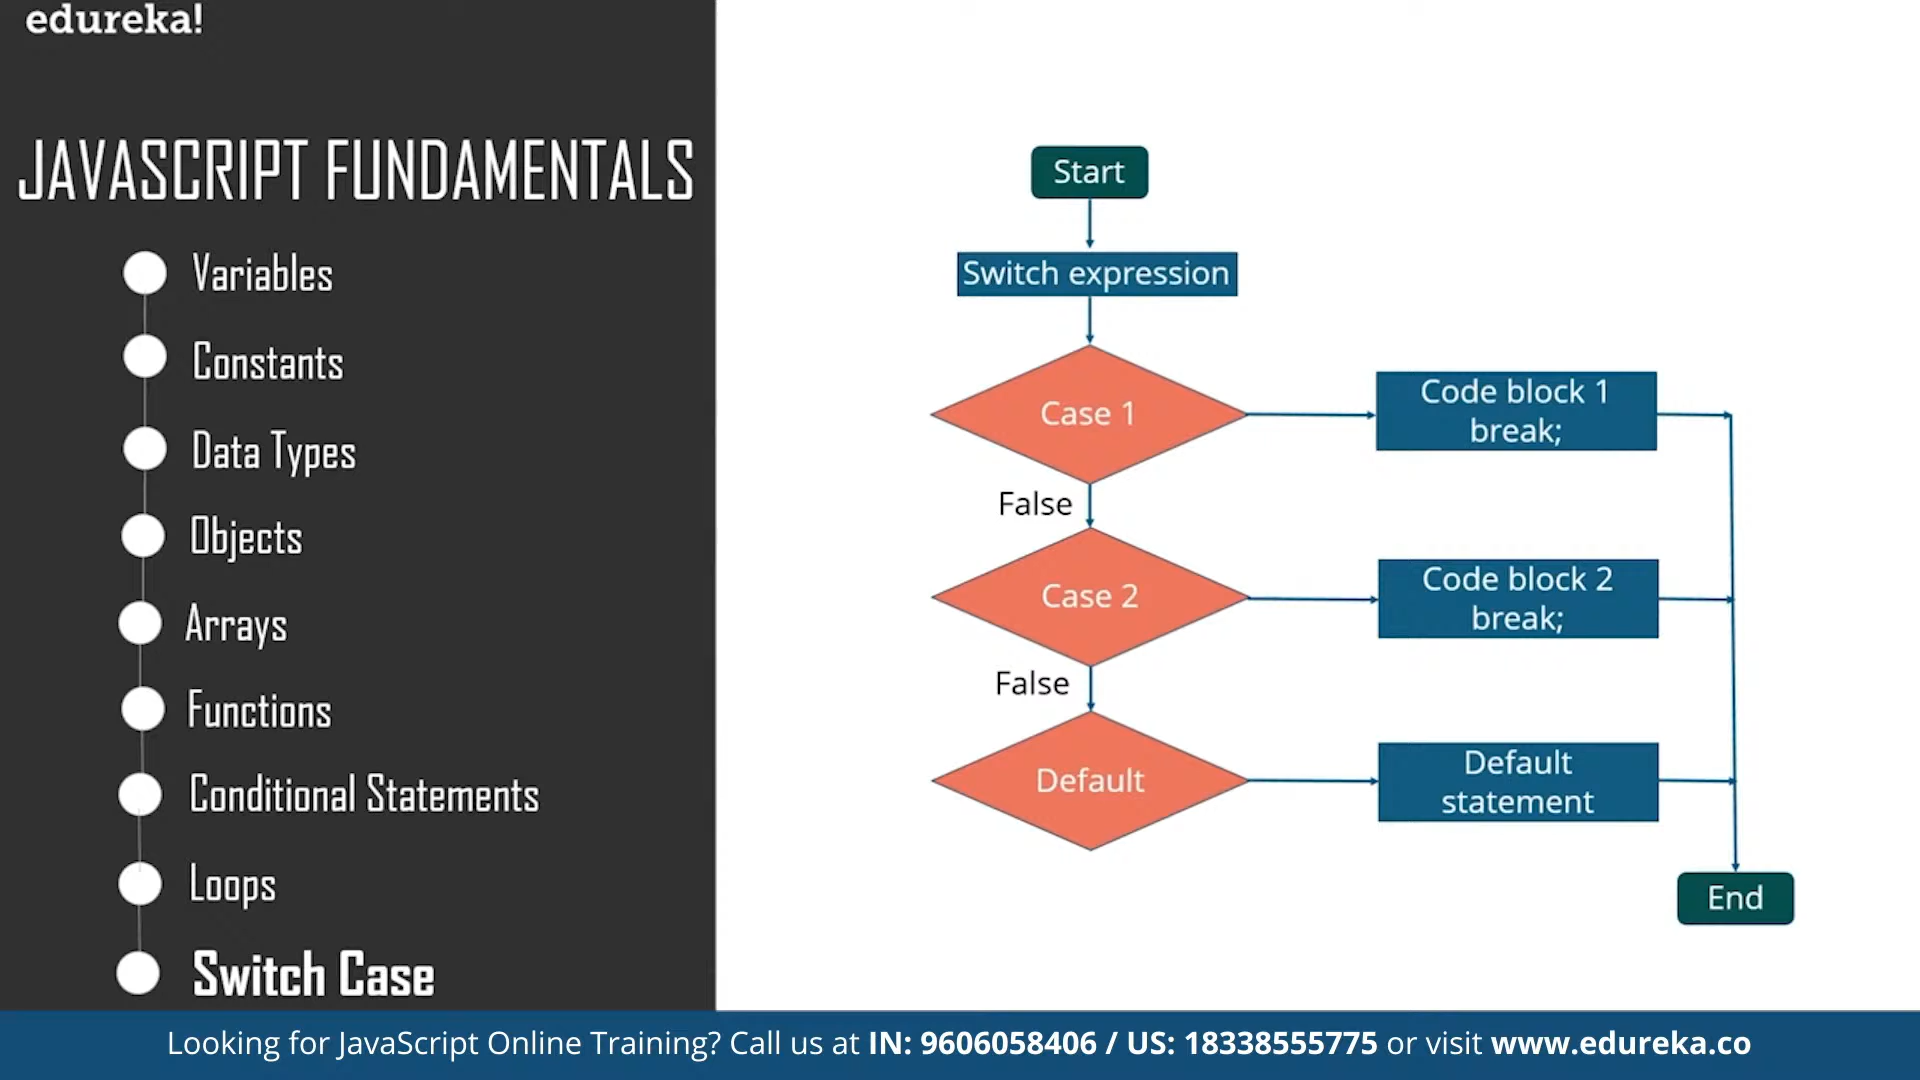 edureka!
JAVASCRIPT FUNDAMENTALS
Variables
Constants
Data Types
Objects
Arrays
Functions
Conditional Statements
Loops
Switch Case
Start
Switch expression
Case 1
Code block 1
break;
False
Case 2
Code block 2
break;
False
Default
Default
statement
End
Looking for JavaScript Online Training? Call us at IN: 9606058406 / US: 18338555775 or visit www.edureka.co